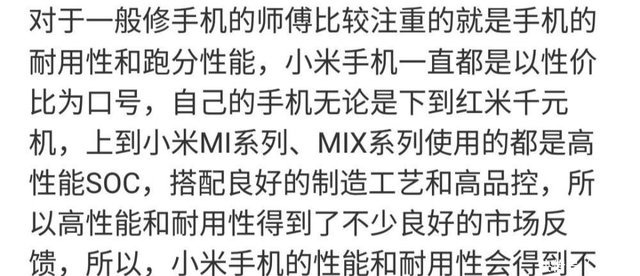 对于一般修手机的师傅比较注重的就是手机的
耐用性和跑分性能，小米手机一直都是以性价
比为口号，自己的手机无论是下到红米千元
机，上到小米MI系列、MIX系列使用的都是高
性能SOC，搭配良好的制造工艺和高品控，所
以高性能和耐用性得到了不少良好的市场反
馈，所以，小米手机的性能和耐用性会得到不